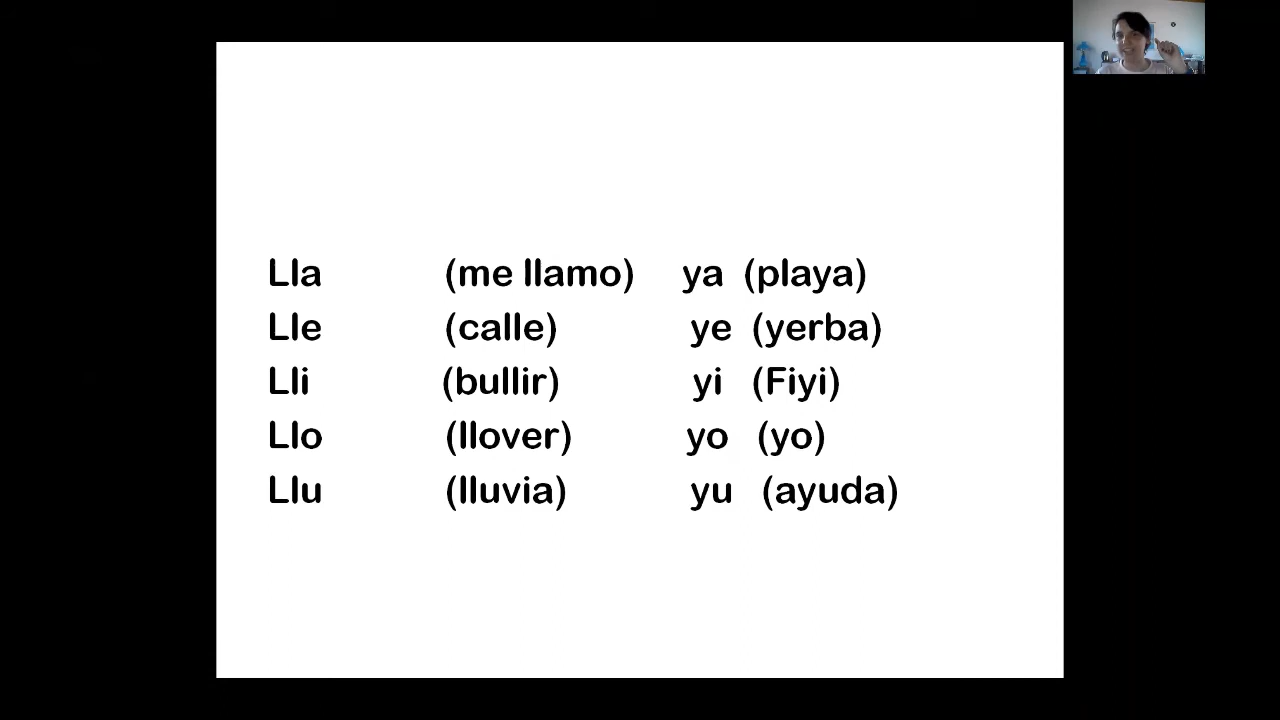 Lla (me llamo) ya (playa)
Lle (calle) ye (yerba)
Lli (bullir) yi (Fiyi)
Llo (llover) yo (yo)
Llu (lluvia) yu (ayuda)